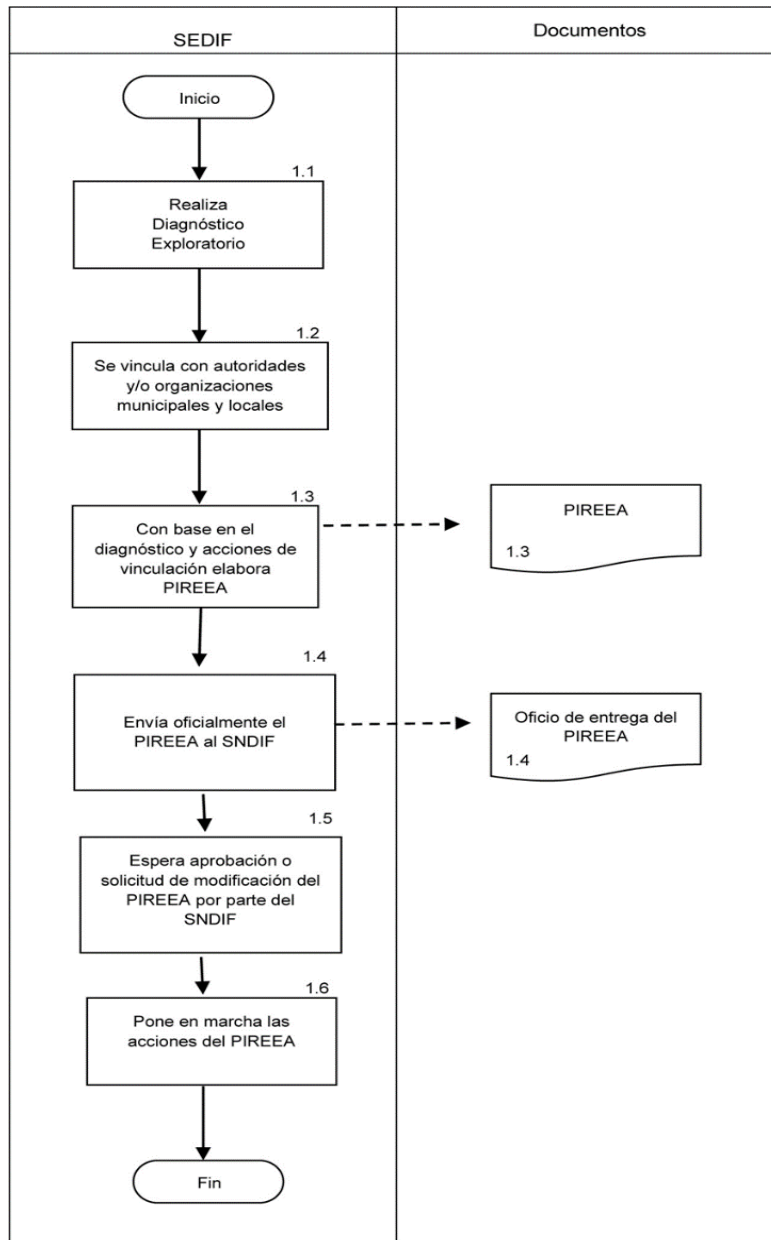 SEDIF
Documentos
Inicio
1.1
Realiza
Diagnóstico
Exploratorio
1.2
Se vincula con autoridades
y/o organizaciones
municipales y locales
1.3
Con base en el
diagnóstico y acciones de
vinculación elabora
PIREEA
PIREEA
1.3
1.4
Envía oficialmente el
PIREEA al SNDIF
Oficio de entrega del
PIREEA
1.4
1.5
Espera aprobación o
solicitud de modificación del
PIREEA por parte del
SNDIF
1.6
Pone en marcha las
acciones del PIREEA
Fin